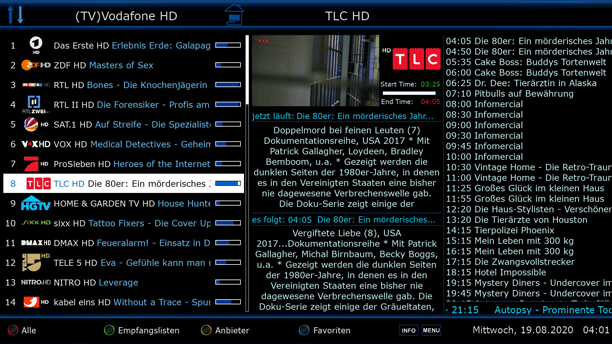 (TV)Vodafone HD
TLC HD
1 Das Erste HD Erlebnis Erde: Galapag
2 ZDF HD Masters of Sex
3 RTL HD Bones - Die Knochenjägerin
4 RTL II HD Die Forensiker - Profis am
5 SAT.1 HD Auf Streife - Die Spezialiste
6 VOX HD Medical Detectives - Geheim
7 ProSieben HD Heroes of the Internet
8 TLC HD Die 80er: Ein mörderisches .
9 HOME & GARDEN TV HD House Hunte
10 sixx HD Tattoo Fixers - Die Cover Up
11 DMAX HD Feueralarm! - Einsatz in D
12 TELE 5 HD Eva - Gefühle kann man n
13 NITRO HD Leverage
14 kabel eins HD Without a Trace - Spur
HD TLC
Start Time: 03:25
End Time: 04:05
jetzt läuft: Die 80er: Ein mörderisches Jahr...
Doppelmord bei feinen Leuten (7)
Dokumentationsreihe, USA 2017 * Mit
Patrick Gallagher, Loydeen, Bradley
Bemboom, u.a. * Gezeigt werden die
dunklen Seiten der 1980er-Jahre, in denen
es in den Vereinigten Staaten eine bisher
nie dagewesene Verbrechenswelle gab.
Die Doku-Serie zeigt einige der
es folgt: 04:05 Die 80er: Ein mörderisches...
Vergiftete Liebe (8), USA
2017...Dokumentationsreihe * Mit Patrick
Gallagher, Michal Birnbaum, Becky Boggs,
u.a. * Gezeigt werden die dunklen Seiten
der 1980er-Jahre, in denen es in den
Vereinigten Staaten eine bisher nie
dagewesene Verbrechenswelle gab. Die
Doku-Serie zeigt einige der Gräueltaten,
04:05 Die 80er: Ein mörderisches Jahr
04:50 Die 80er: Ein mörderisches Jahr
05:35 Cake Boss: Buddys Tortenwelt
06:00 Cake Boss: Buddys Tortenwelt
06:25 Dr. Dee: Tierärztin in Alaska
07:10 Pitbulls auf Bewährung
08:00 Infomercial
08:30 Infomercial
09:00 Infomercial
09:30 Infomercial
09:45 Infomercial
10:00 Infomercial
10:30 Vintage Home - Die Retro-Traur
11:00 Vintage Home - Die Retro-Traur
11:25 Großes Glück im kleinen Haus
11:55 Großes Glück im kleinen Haus
12:20 Die Haus-Stylisten - Verschöner
13:20 Die Tierärzte von Houston
14:15 Tierpolizei Phoenix
15:15 Mein Leben mit 300 kg
16:15 Mein Leben mit 300 kg
17:15 Die Zwangsvollstrecker
18:15 Hotel Impossible
19:15 Mystery Diners - Undercover im
19:45 Mystery Diners - Undercover im
- 21:15 Autopsy - Prominente Tod
Alle
Empfangslisten
Anbieter
Favoriten
INFO
MENU
Mittwoch, 19.08.2020 04:01